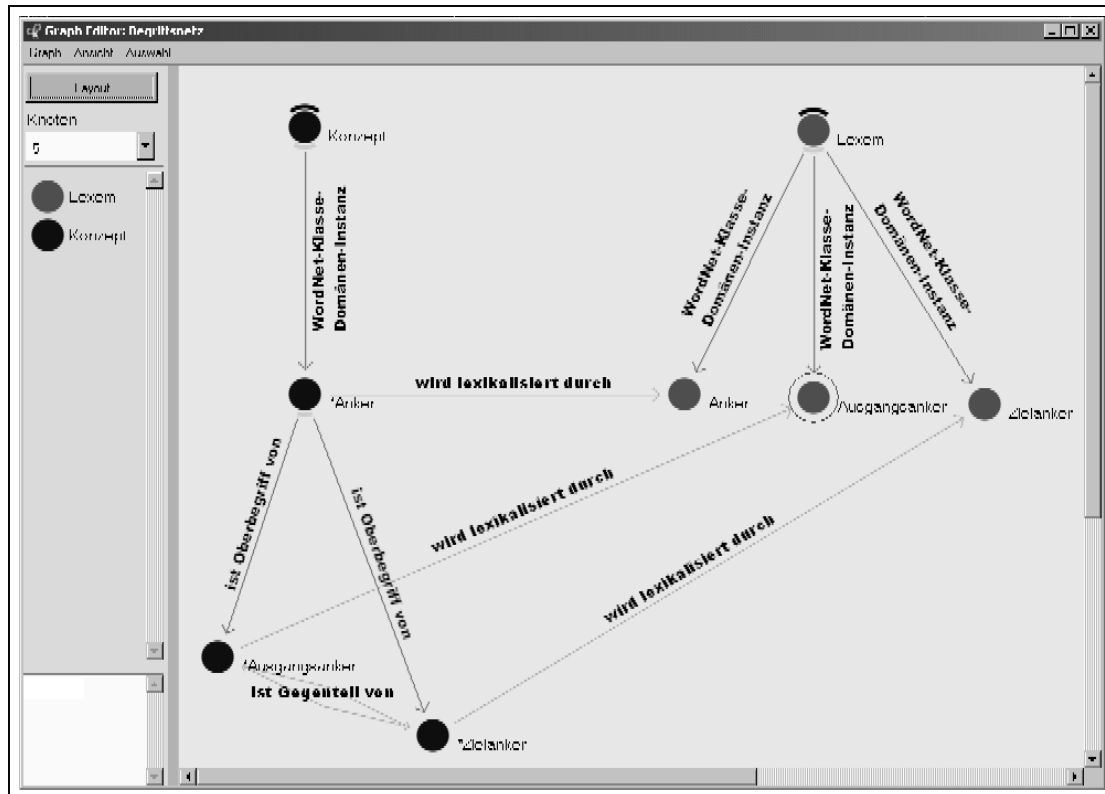 Graph Editor: Begriffsnetz
Graph Ansicht Auswahl
Layout
Knoten
5
Lexem
Konzept
Konzept
Lexem
WordNet-Klasse-
Domänen-Instanz
WordNet-Klasse-
Domänen-Instanz
WordNet-Klasse-
Domänen-Instanz
WordNet-Klasse-
Domänen-Instanz
wird lexikalisiert durch
*Anker
Anker
Ausgangsanker
Zielanker
ist Oberbegriff von
ist Oberbegriff von
wird lexikalisiert durch
wird lexikalisiert durch
*Ausgangsanker
ist Gegenteil von
*Zielanker